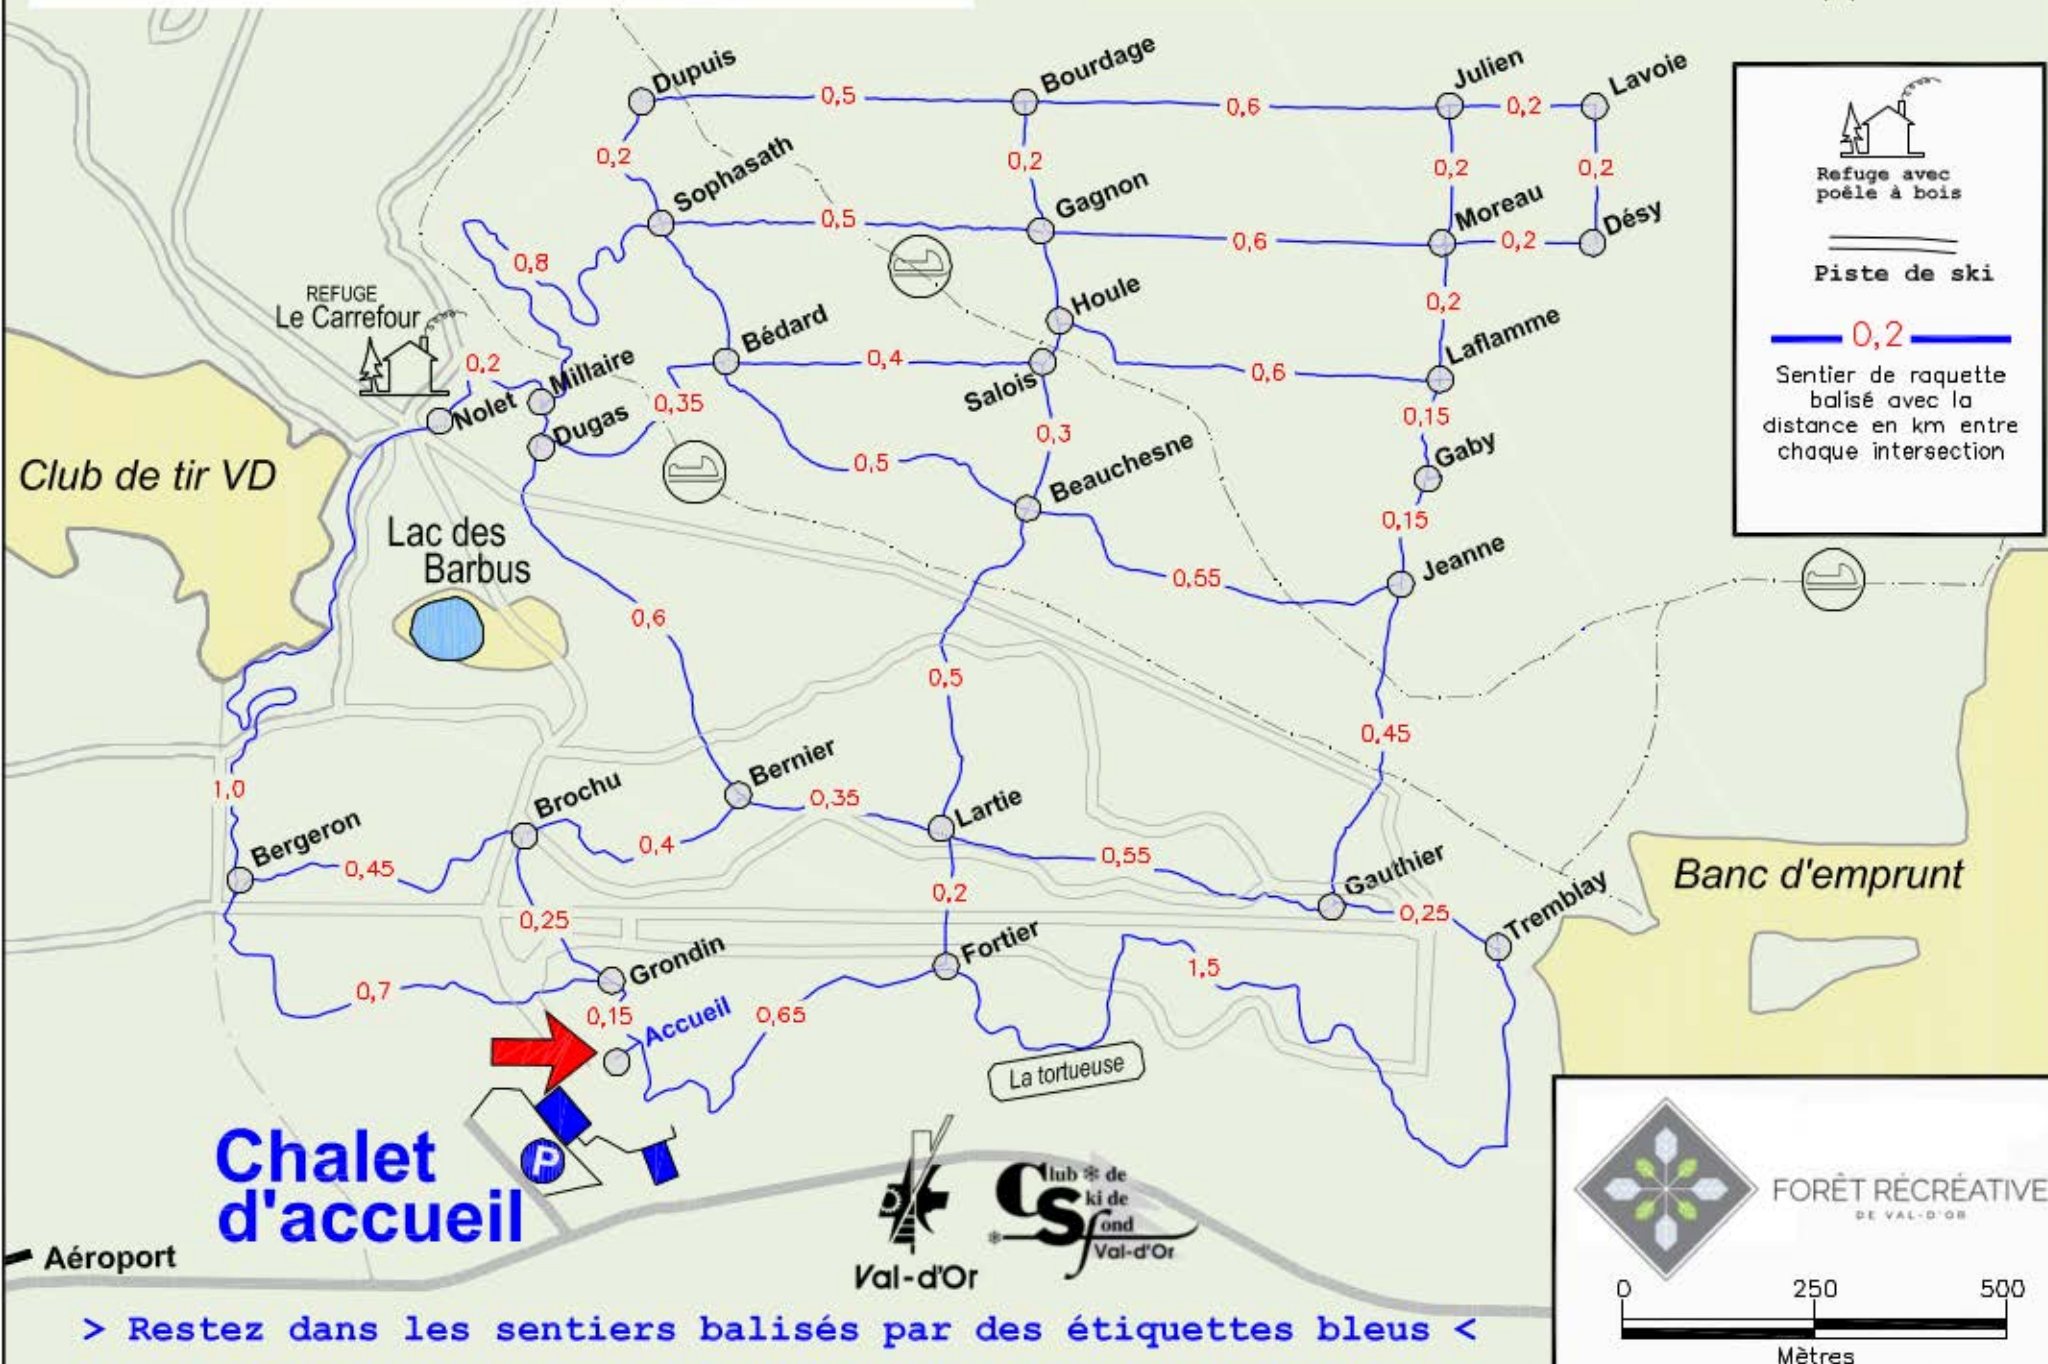 Dupuis
0,5
Bourdage
0,6
Julien
0,2
Lavoie
0,2
Sophasath
0,2
0,2
0,2
0,5
Gagnon
0,6
Moreau
0,2
Désy
0,8
Houle
0,2
Laflamme
REFUGE
Le Carrefour
0,2
Millaire
Bédard
0,4
Salois
0,6
Nolet
Dugas
0,35
0,3
0,15
Gaby
0,5
Beauchesne
0,15
Jeanne
0,55
Club de tir VD
Lac des
Barbus
0,6
0,5
0,45
1,0
Bergeron
0,45
Brochu
0,4
Bernier
0,35
Lartie
0,55
Gauthier
0,25
Tremblay
Banc d'emprunt
0,25
0,2
Grondin
Fortier
0,7
0,15
Accueil
0,65
1,5
La tortueuse
Chalet
d'accueil
P
Aéroport
Val-d'Or
Club de
Ski de
fond
Val-d'Or
> Restez dans les sentiers balisés par des étiquettes bleus <
Refuge avec
poêle à bois
Piste de ski
0,2
Sentier de raquette
balisé avec la
distance en km entre
chaque intersection
FORÊT RÉCRÉATIVE
DE VAL-D'OR
0 250 500
Mètres